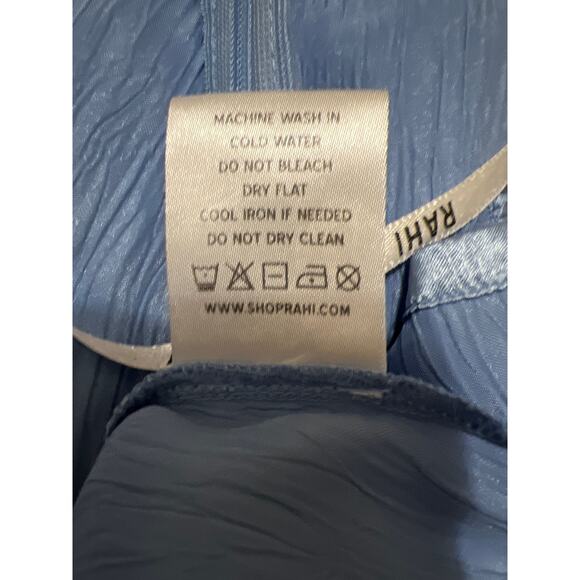 MACHINE WASH IN
COLD WATER
DO NOT BLEACH
DRY FLAT
COOL IRON IF NEEDED
DO NOT DRY CLEAN
WWW.SHOPRAHI.COM
RAHI